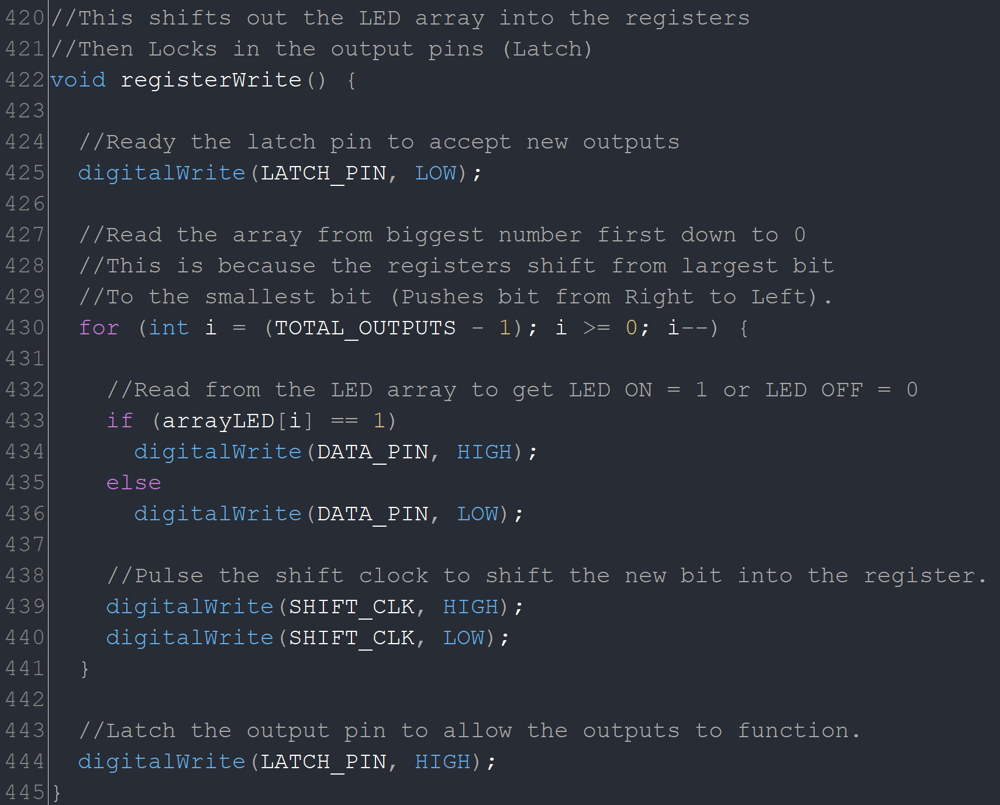 420 //This shifts out the LED array into the registers
421 //Then Locks in the output pins (Latch)
422 void registerWrite() {
423
424   //Ready the latch pin to accept new outputs
425   digitalWrite(LATCH_PIN, LOW);
426
427   //Read the array from biggest number first down to 0
428   //This is because the registers shift from largest bit
429   //To the smallest bit (Pushes bit from Right to Left).
430   for (int i = (TOTAL_OUTPUTS - 1); i >= 0; i--) {
431
432     //Read from the LED array to get LED ON = 1 or LED OFF = 0
433     if (arrayLED[i] == 1)
434       digitalWrite(DATA_PIN, HIGH);
435     else
436       digitalWrite(DATA_PIN, LOW);
437
438     //Pulse the shift clock to shift the new bit into the register.
439     digitalWrite(SHIFT_CLK, HIGH);
440     digitalWrite(SHIFT_CLK, LOW);
441   }
442
443   //Latch the output pin to allow the outputs to function.
444   digitalWrite(LATCH_PIN, HIGH);
445 }